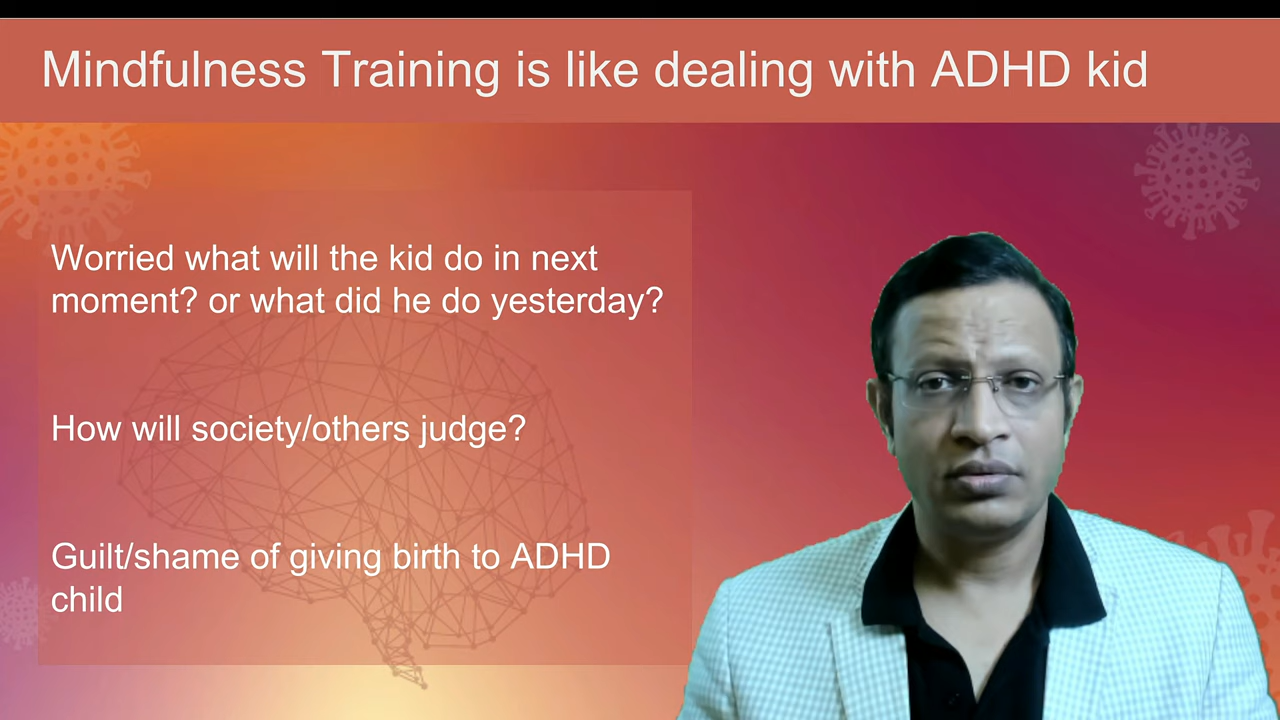 Mindfulness Training is like dealing with ADHD kid
Worried what will the kid do in next
moment? or what did he do yesterday?
How will society/others judge?
Guilt/shame of giving birth to ADHD
child